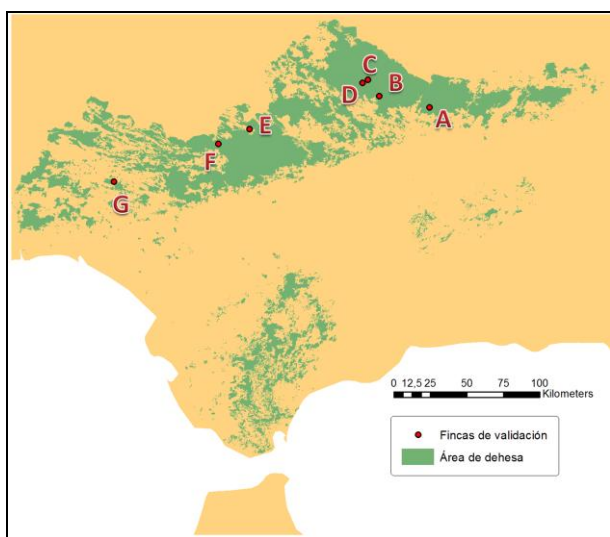 C
B
D
A
E
F
G
0 12,5 25 50 75 100
Kilometers
Fincas de validación
Área de dehesa